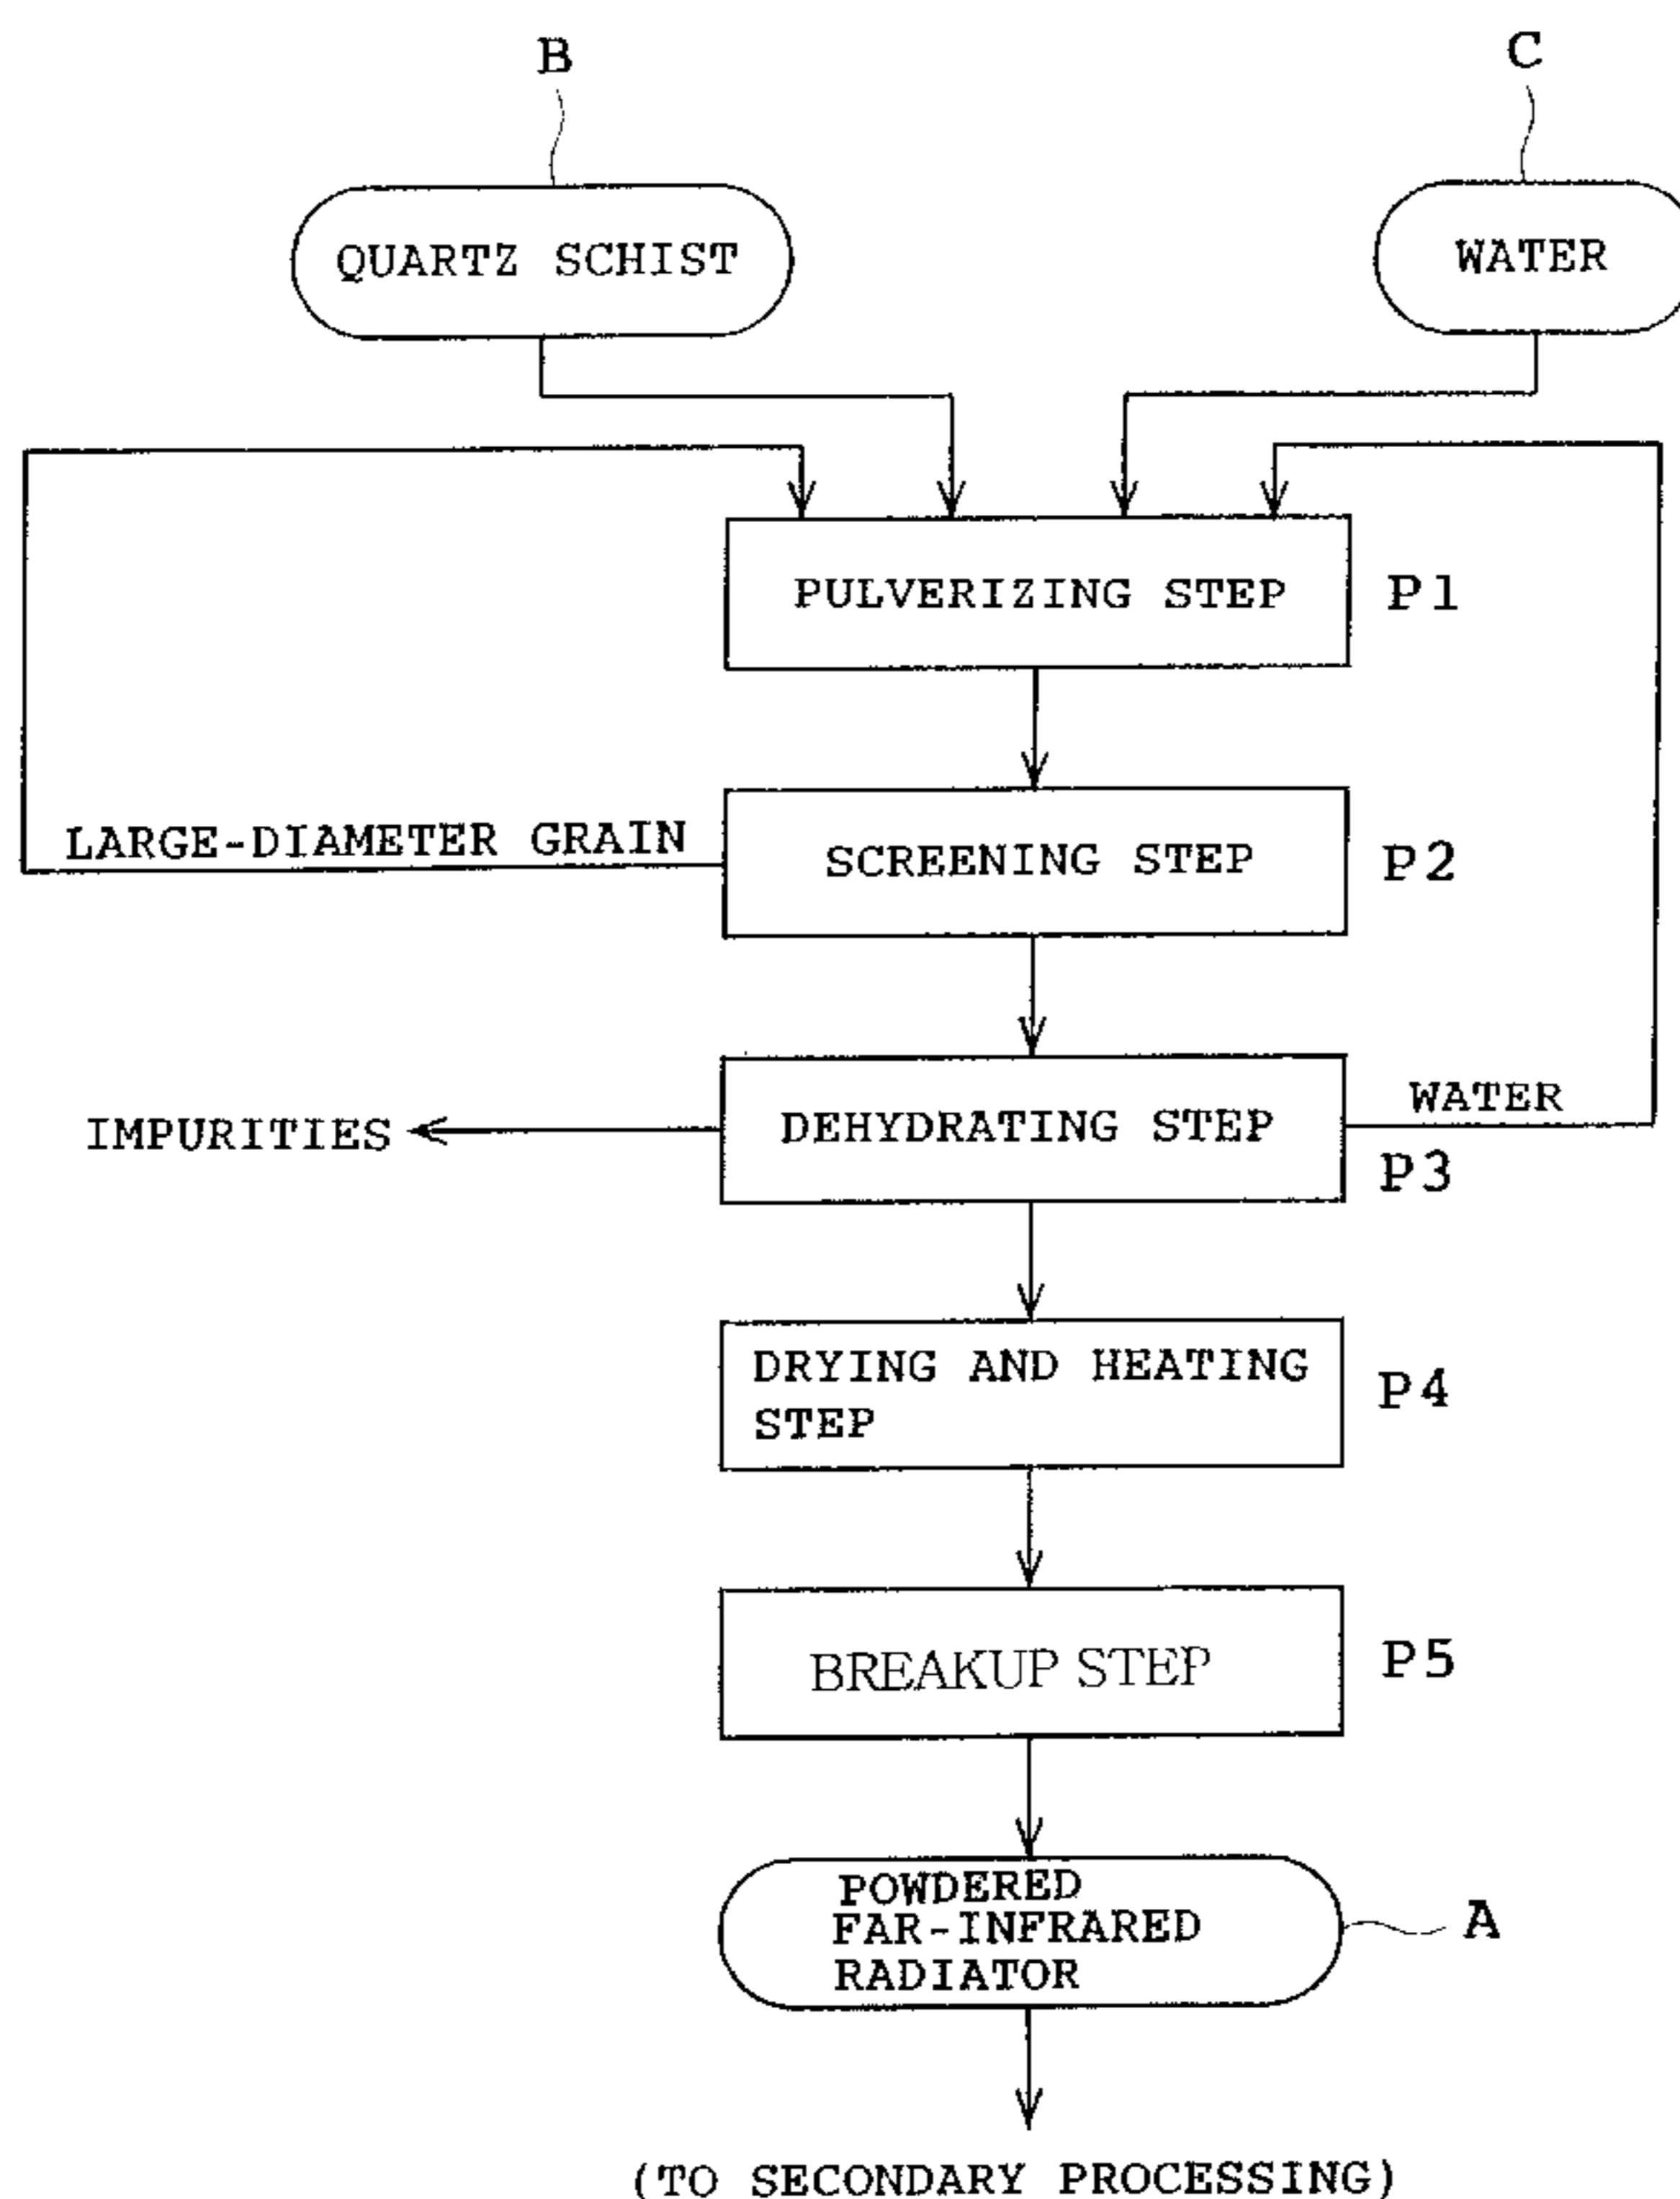 B
C
QUARTZ SCHIST
WATER
PULVERIZING STEP
P1
LARGE-DIAMETER GRAIN
SCREENING STEP
P2
IMPURITIES
DEHYDRATING STEP
WATER
P3
DRYING AND HEATING
STEP
P4
BREAKUP STEP
P5
POWDERED
FAR-INFRARED
RADIATOR
A
(TO SECONDARY PROCESSING)